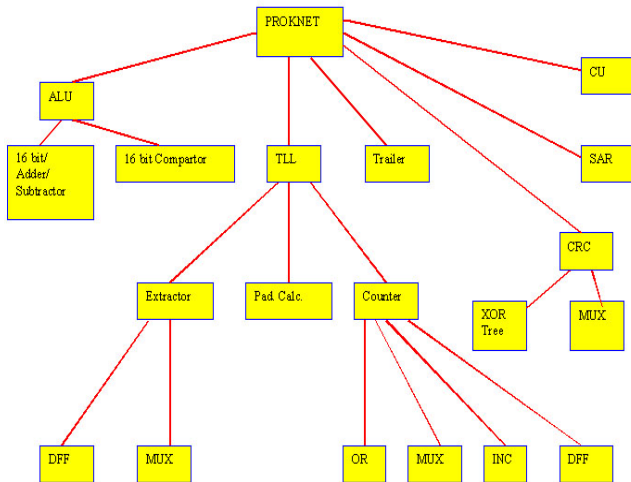 PROKNET
CU
ALU
16 bit/
Adder/
Subtractor
16 bit Compartor
TLL
Trailer
SAR
CRC
Extractor
Pad. Calc.
Counter
XOR
Tree
MUX
DFF
MUX
OR
MUX
INC
DFF